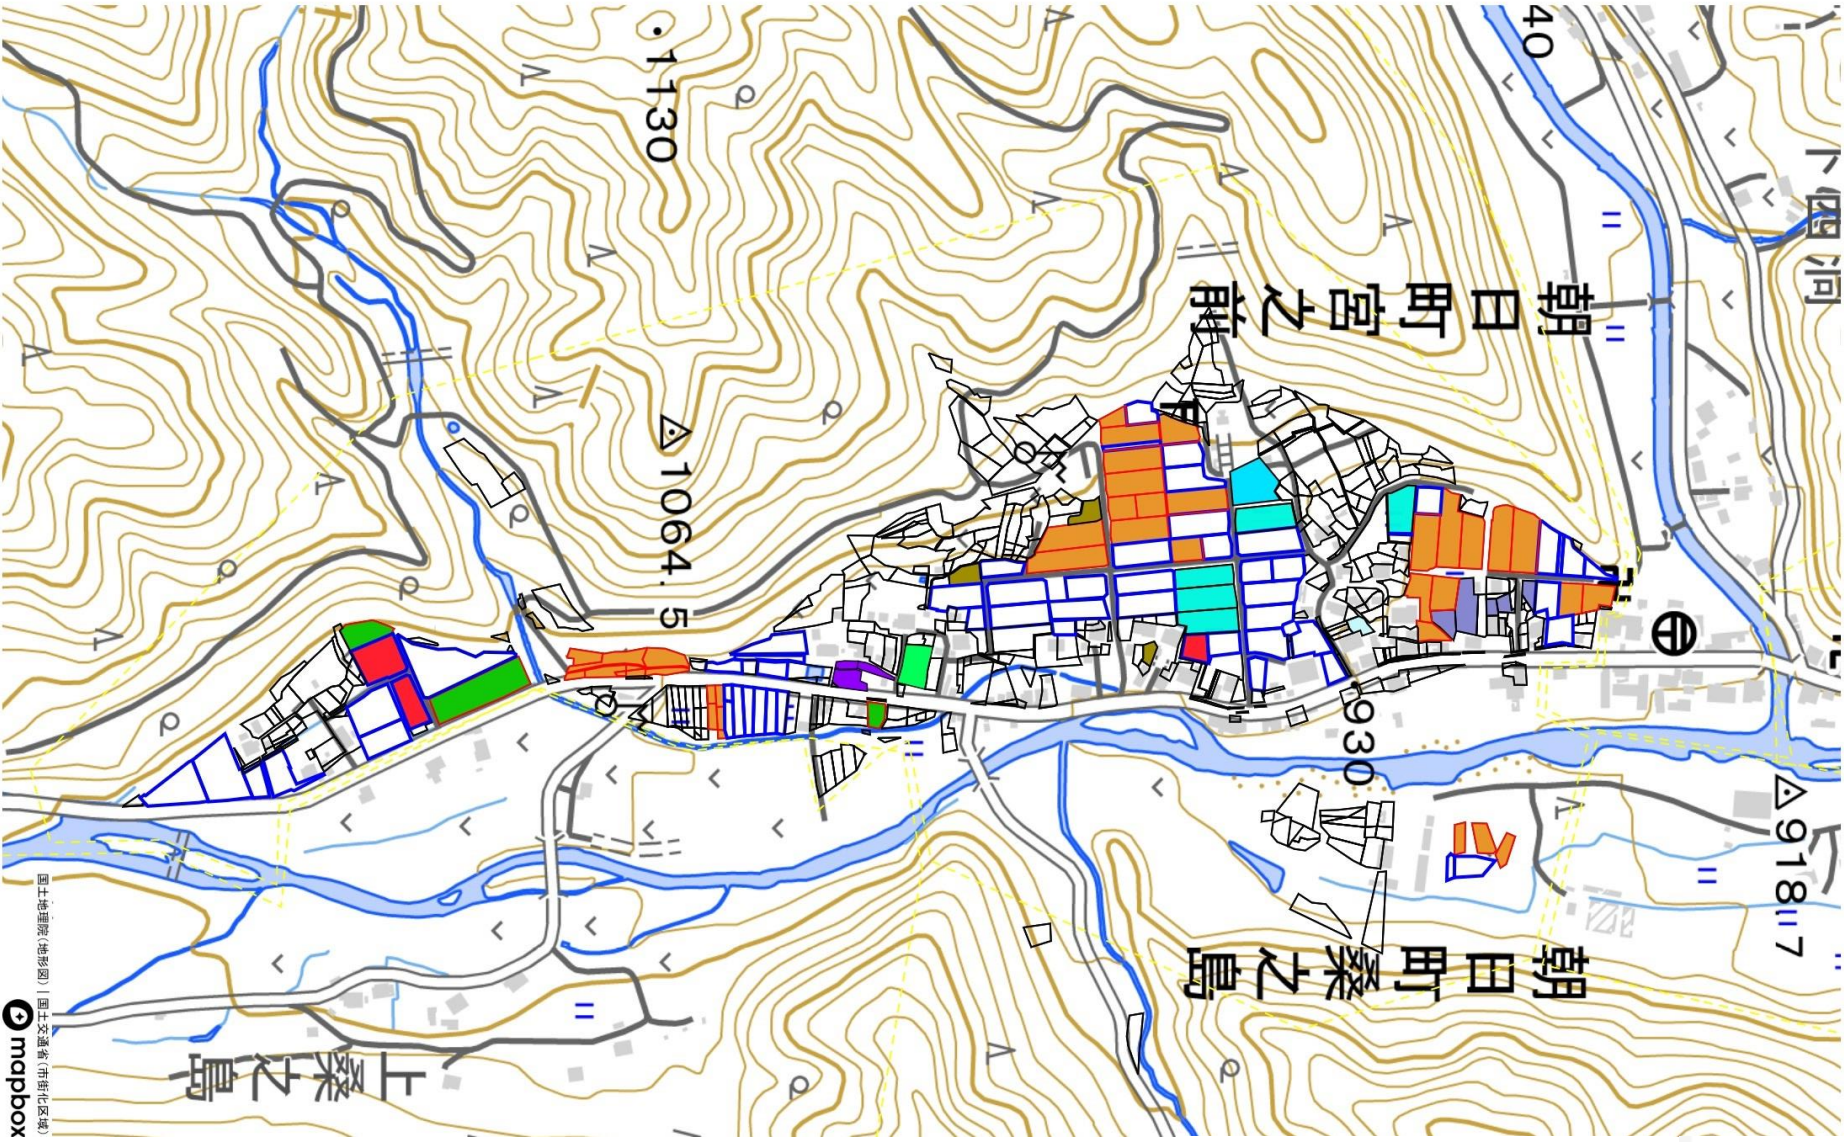 ・1130
40
下
洞
朝日町宮之前
1064.5
930
918.7
朝日町桑之島
上桑之島
国土地理院(地形図)｜国土交通省(市街化区域)
mapbox